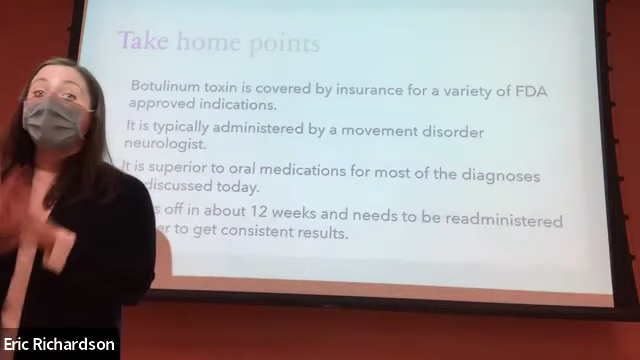 Take home points
Botulinum toxin is covered by insurance for a variety of FDA
approved indications.
It is typically administered by a movement disorder
neurologist.
It is superior to oral medications for most of the diagnoses
discussed today.
off in about 12 weeks and needs to be readministered
to get consistent results.
Eric Richardson